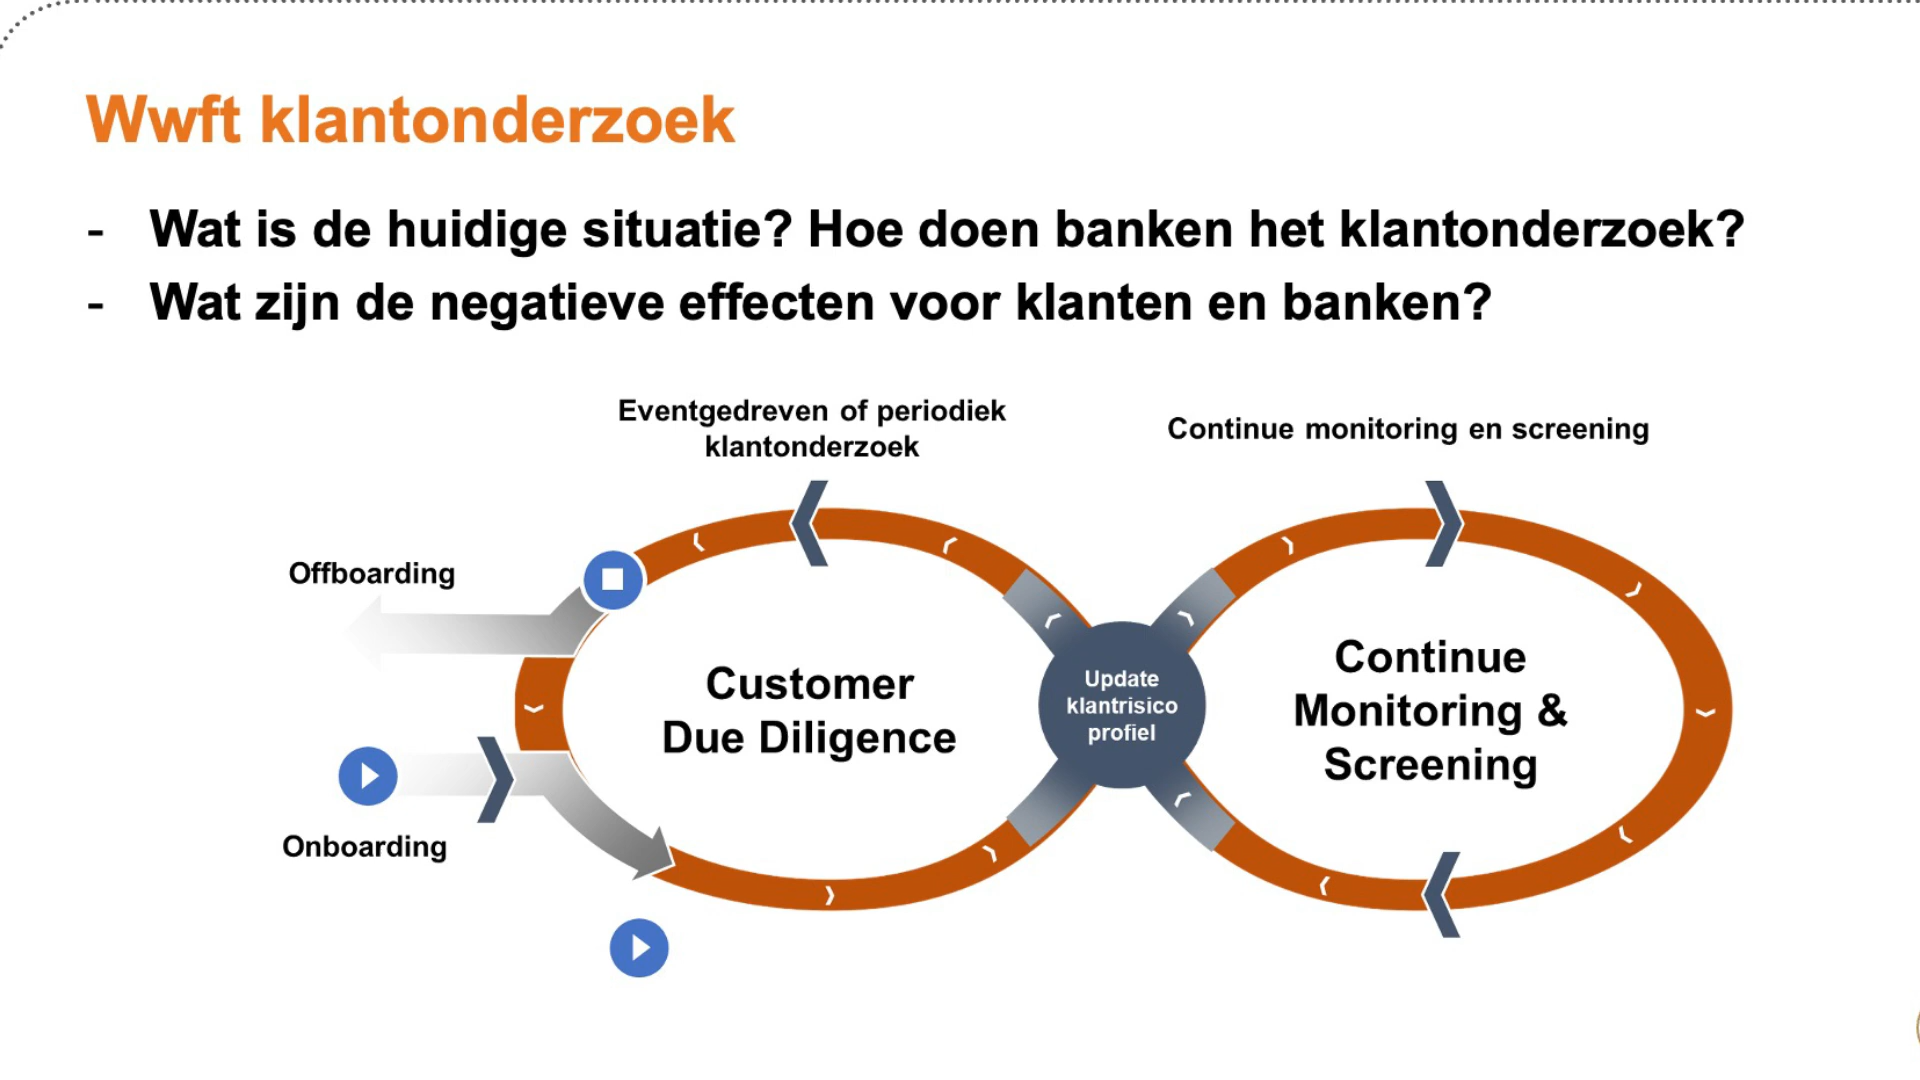 Wwft klantonderzoek
- Wat is de huidige situatie? Hoe doen banken het klantonderzoek?
- Wat zijn de negatieve effecten voor klanten en banken?
Eventgedreven of periodiek
klantonderzoek
Continue monitoring en screening
Offboarding
Customer
Due Diligence
Update
klantrisico
profiel
Continue
Monitoring &
Screening
Onboarding